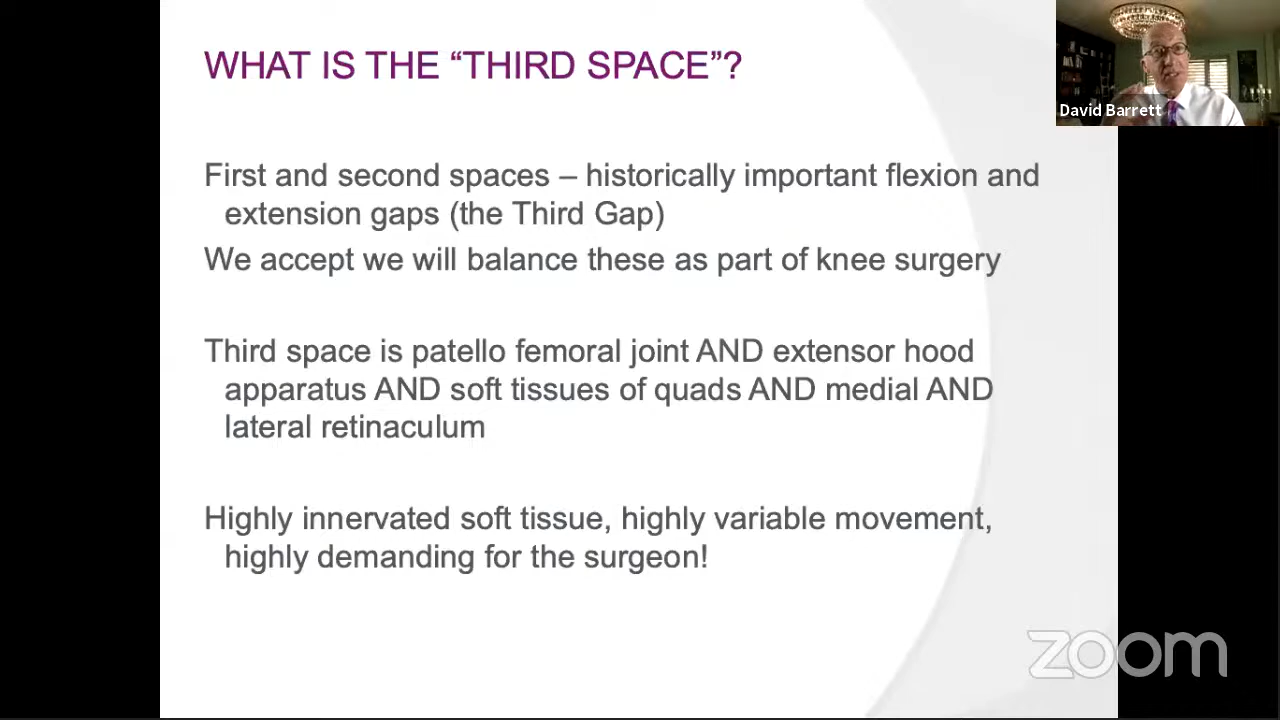 WHAT IS THE “THIRD SPACE”?
David Barrett
First and second spaces – historically important flexion and
extension gaps (the Third Gap)
We accept we will balance these as part of knee surgery
Third space is patello femoral joint AND extensor hood
apparatus AND soft tissues of quads AND medial AND
lateral retinaculum
Highly innervated soft tissue, highly variable movement,
highly demanding for the surgeon!
zoom